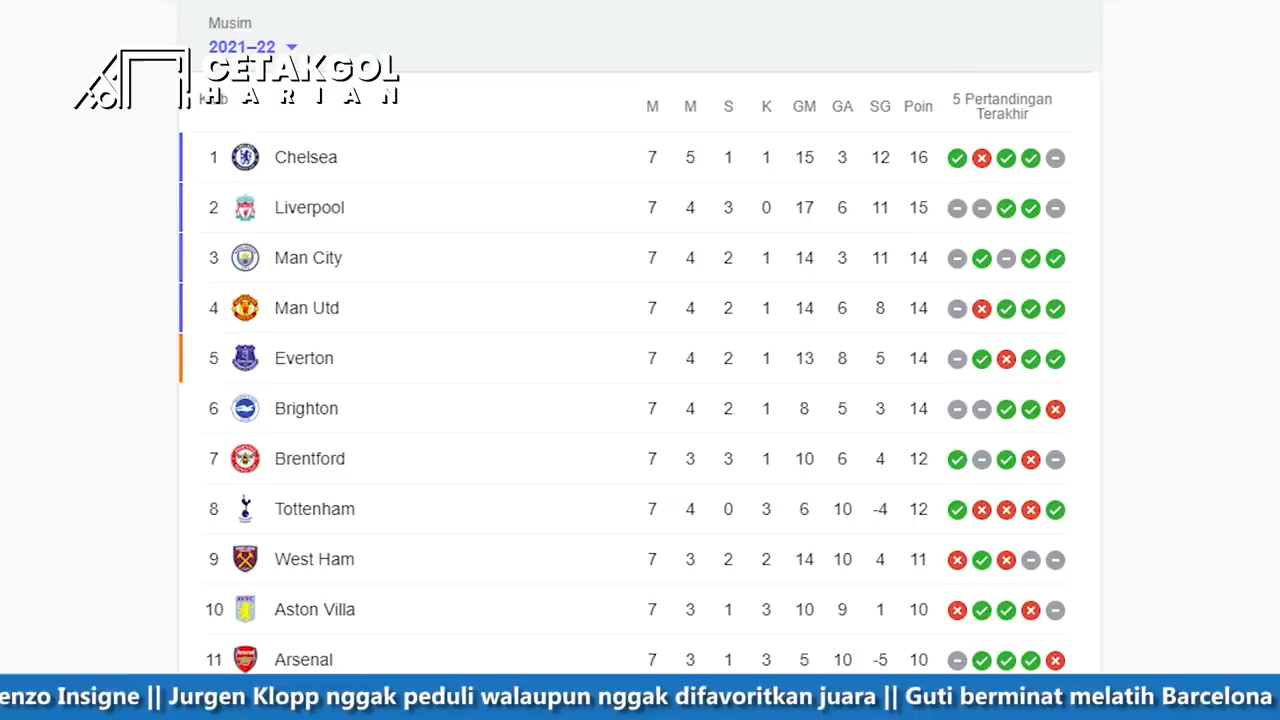 Musim
2021–22
CETAKGOL
HARIAN
Klub M M S K GM GA SG Poin 5 Pertandingan
Terakhir
1 Chelsea 7 5 1 1 15 3 12 16
2 Liverpool 7 4 3 0 17 6 11 15
3 Man City 7 4 2 1 14 3 11 14
4 Man Utd 7 4 2 1 14 6 8 14
5 Everton 7 4 2 1 13 8 5 14
6 Brighton 7 4 2 1 8 5 3 14
7 Brentford 7 3 3 1 10 6 4 12
8 Tottenham 7 4 0 3 6 10 -4 12
9 West Ham 7 3 2 2 14 10 4 11
10 Aston Villa 7 3 1 3 10 9 1 10
11 Arsenal 7 3 1 3 5 10 -5 10
enzo Insigne || Jurgen Klopp nggak peduli walaupun nggak difavoritkan juara || Guti berminat melatih Barcelona